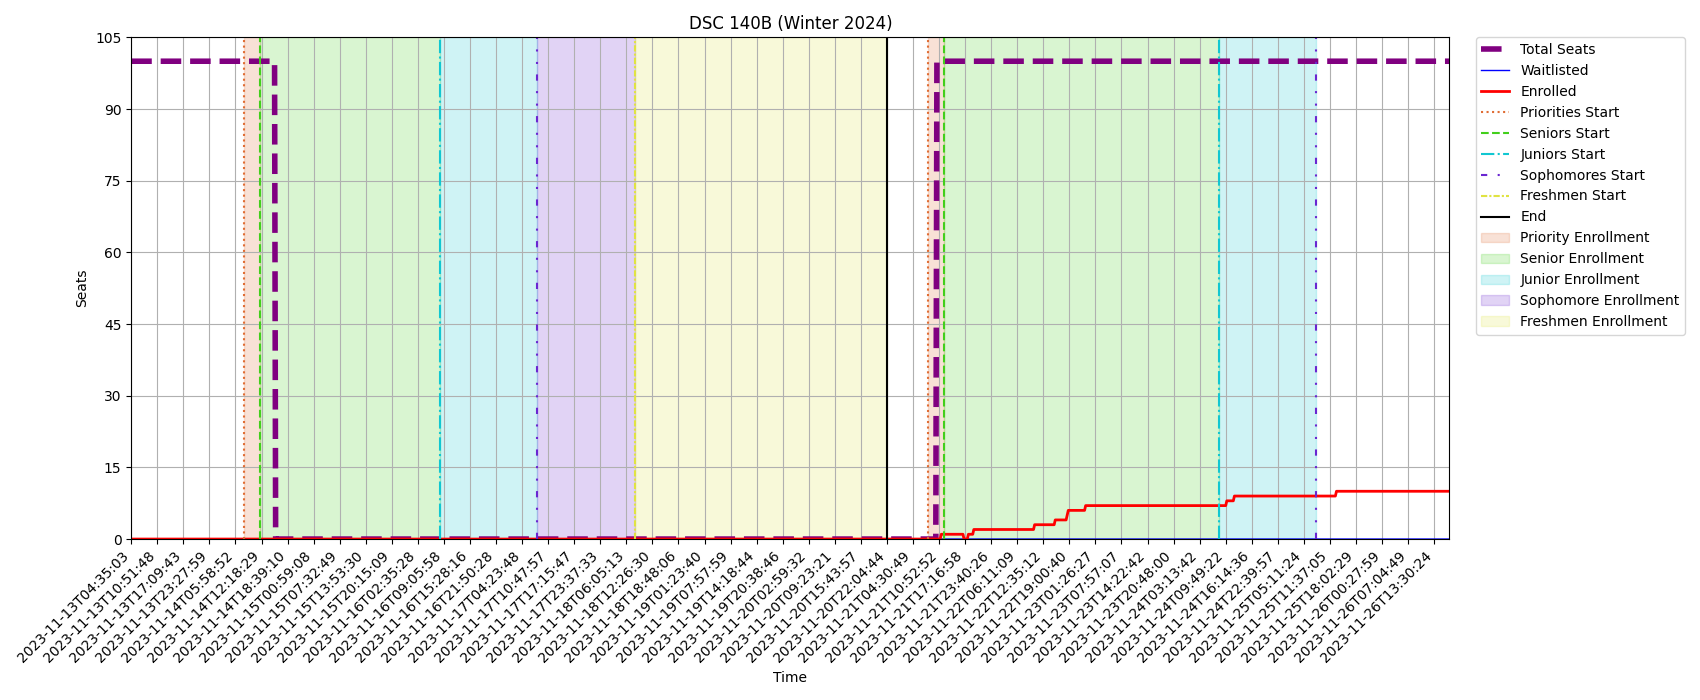 DSC 140B (Winter 2024)
Seats
105
90
75
60
45
30
15
0
2023-11-13T04:35:03
2023-11-13T10:51:48
2023-11-13T17:09:43
2023-11-13T23:27:59
2023-11-14T05:58:52
2023-11-14T12:18:29
2023-11-14T18:39:10
2023-11-15T00:59:08
2023-11-15T07:32:49
2023-11-15T13:53:30
2023-11-15T20:15:09
2023-11-16T02:35:28
2023-11-16T09:05:58
2023-11-16T15:28:16
2023-11-16T21:50:28
2023-11-17T04:23:48
2023-11-17T10:47:57
2023-11-17T17:15:47
2023-11-17T23:37:33
2023-11-18T06:05:13
2023-11-18T12:26:30
2023-11-18T18:48:06
2023-11-19T01:23:40
2023-11-19T07:57:59
2023-11-19T14:18:44
2023-11-19T20:38:46
2023-11-20T02:59:32
2023-11-20T09:23:21
2023-11-20T15:43:57
2023-11-20T22:04:44
2023-11-21T04:30:49
2023-11-21T10:52:52
2023-11-21T17:16:58
2023-11-21T23:40:26
2023-11-22T06:11:09
2023-11-22T12:35:12
2023-11-22T19:00:40
2023-11-23T01:26:27
2023-11-23T07:57:07
2023-11-23T14:22:42
2023-11-23T20:48:00
2023-11-24T03:13:42
2023-11-24T09:49:22
2023-11-24T16:14:36
2023-11-24T22:39:57
2023-11-25T05:11:24
2023-11-25T11:37:05
2023-11-25T18:02:29
2023-11-26T00:27:59
2023-11-26T07:04:49
2023-11-26T13:30:24
Time
Total Seats
Waitlisted
Enrolled
Priorities Start
Seniors Start
Juniors Start
Sophomores Start
Freshmen Start
End
Priority Enrollment
Senior Enrollment
Junior Enrollment
Sophomore Enrollment
Freshmen Enrollment